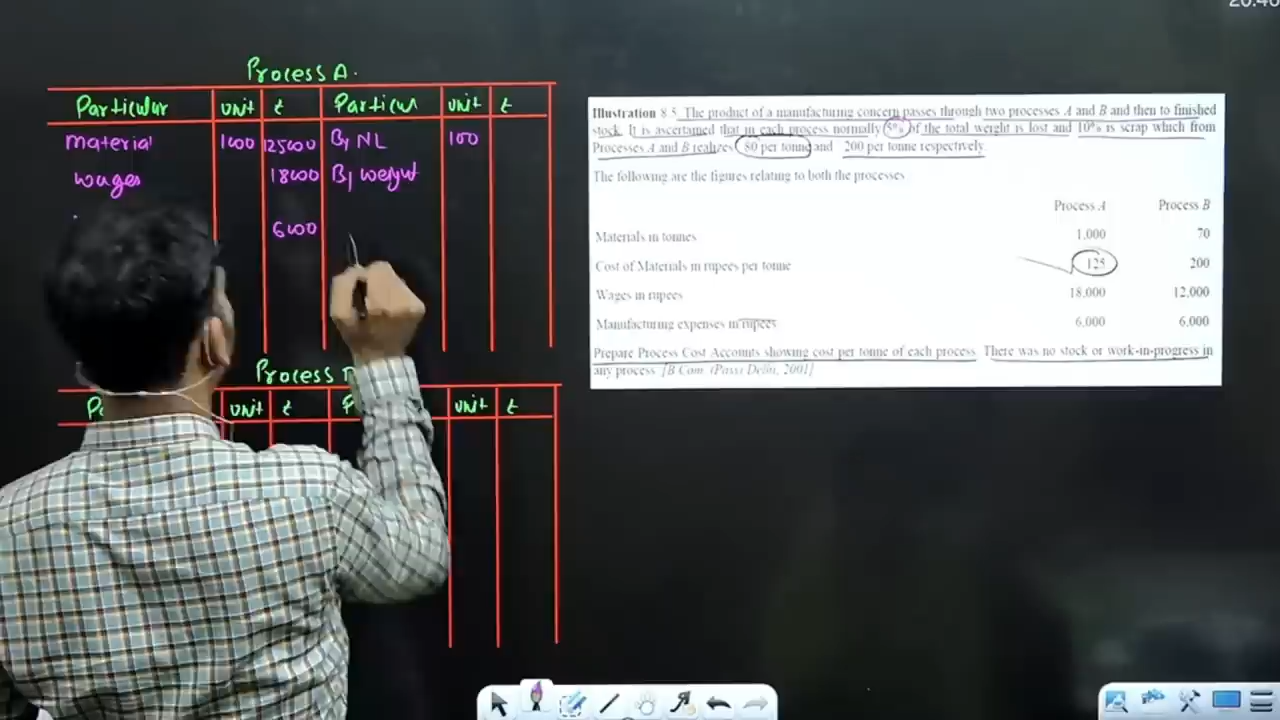 20:40
Process A.
Particular unit ₹ Particur unit ₹
material 1000 125000 By NL 100
wages 18000 By weight
6000
Process
unit ₹ P unit ₹
Illustration 8.5. The product of a manufacturing concern passes through two processes A and B and then to finished
stock. It is ascertained that in each process normally 5% of the total weight is lost and 10% is scrap which from
Processes A and B realizes 80 per tonne and 200 per tonne respectively.
The following are the figures relating to both the processes
Process A Process B
Materials in tonnes 1,000 70
Cost of Materials in rupees per tonne 125 200
Wages in rupees 18,000 12,000
Manufacturing expenses in rupees 6,000 6,000
Prepare Process Cost Accounts showing cost per tonne of each process. There was no stock or work-in-progress in
any process. [B.Com. (Pass) Delhi, 2001]